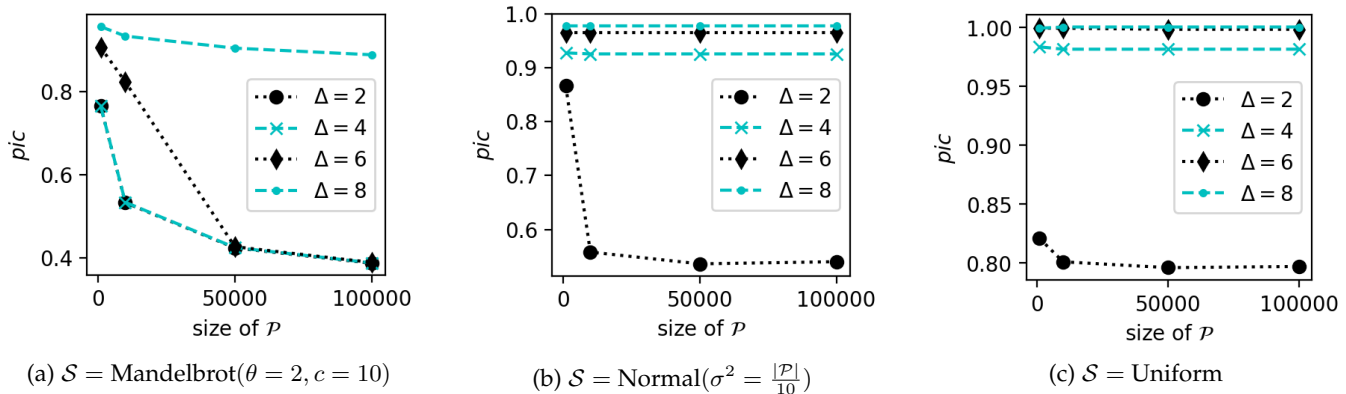 pic
0.8
0.6
0.4
Δ = 2
Δ = 4
Δ = 6
Δ = 8
0
50000
100000
size of 𝒫
(a) 𝒮 = Mandelbrot(θ = 2, c = 10)
pic
1.0
0.9
0.8
0.7
0.6
Δ = 2
Δ = 4
Δ = 6
Δ = 8
0
50000
100000
size of 𝒫
(b) 𝒮 = Normal(σ² = |𝒫|/10)
pic
1.00
0.95
0.90
0.85
0.80
Δ = 2
Δ = 4
Δ = 6
Δ = 8
0
50000
100000
size of 𝒫
(c) 𝒮 = Uniform